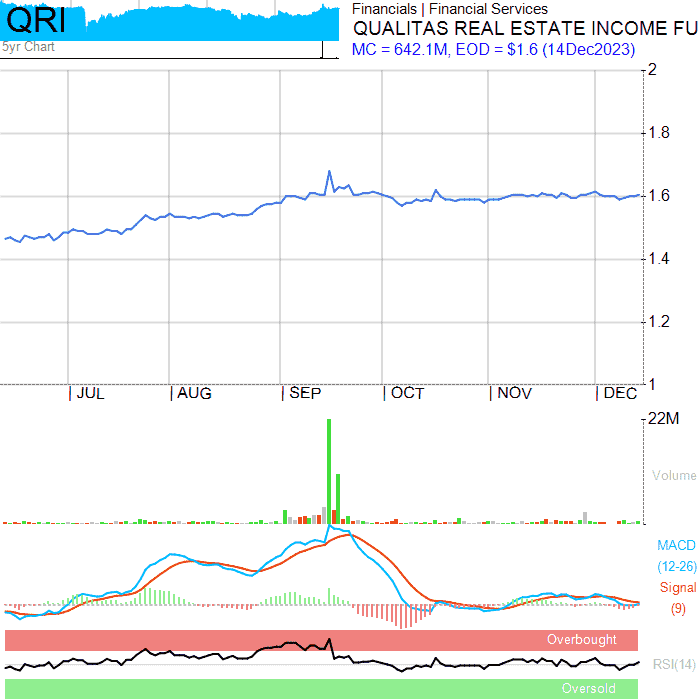 QRI
5yr Chart
Financials | Financial Services
QUALITAS REAL ESTATE INCOME FU
MC = 642.1M, EOD = $1.6 (14Dec2023)
2
1.8
1.6
1.4
1.2
1
| JUL | AUG | SEP | OCT | NOV | DEC
22M
Volume
MACD
(12-26)
Signal
(9)
Overbought
RSI(14)
Oversold